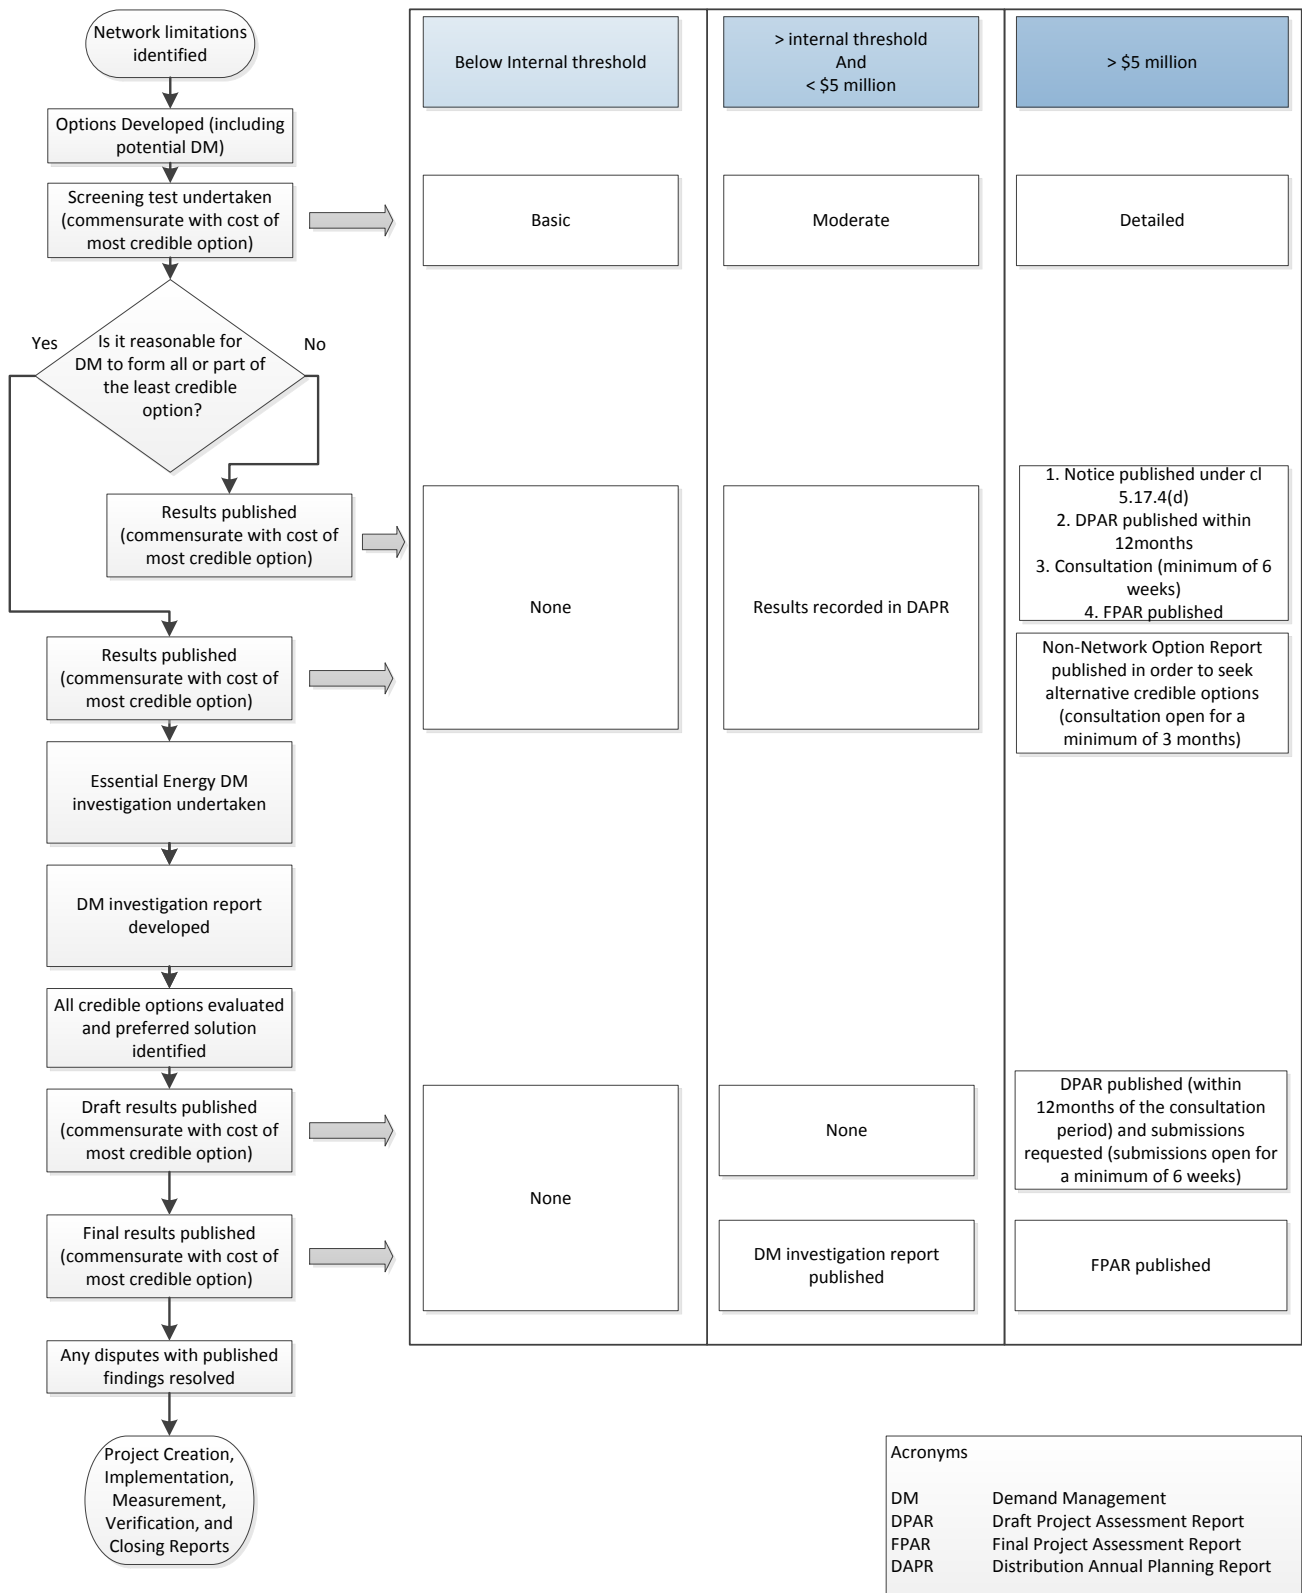 Network limitations
identified
Options Developed (including
potential DM)
Screening test undertaken
(commensurate with cost of
most credible option)
Yes
Is it reasonable for
DM to form all or part of
the least credible
option?
No
Results published
(commensurate with cost of
most credible option)
Results published
(commensurate with cost of
most credible option)
Essential Energy DM
investigation undertaken
DM investigation report
developed
All credible options evaluated
and preferred solution
identified
Draft results published
(commensurate with cost of
most credible option)
Final results published
(commensurate with cost of
most credible option)
Any disputes with published
findings resolved
Project Creation,
Implementation,
Measurement,
Verification, and
Closing Reports
Below Internal threshold
Basic
None
None
> internal threshold
And
< $5 million
Moderate
Results recorded in DAPR
None
DM investigation report
published
> $5 million
Detailed
1. Notice published under cl
5.17.4(d)
2. DPAR published within
12months
3. Consultation (minimum of 6
weeks)
4. FPAR published
Non-Network Option Report
published in order to seek
alternative credible options
(consultation open for a
minimum of 3 months)
DPAR published (within
12months of the consultation
period) and submissions
requested (submissions open for
a minimum of 6 weeks)
FPAR published
Acronyms
DM Demand Management
DPAR Draft Project Assessment Report
FPAR Final Project Assessment Report
DAPR Distribution Annual Planning Report